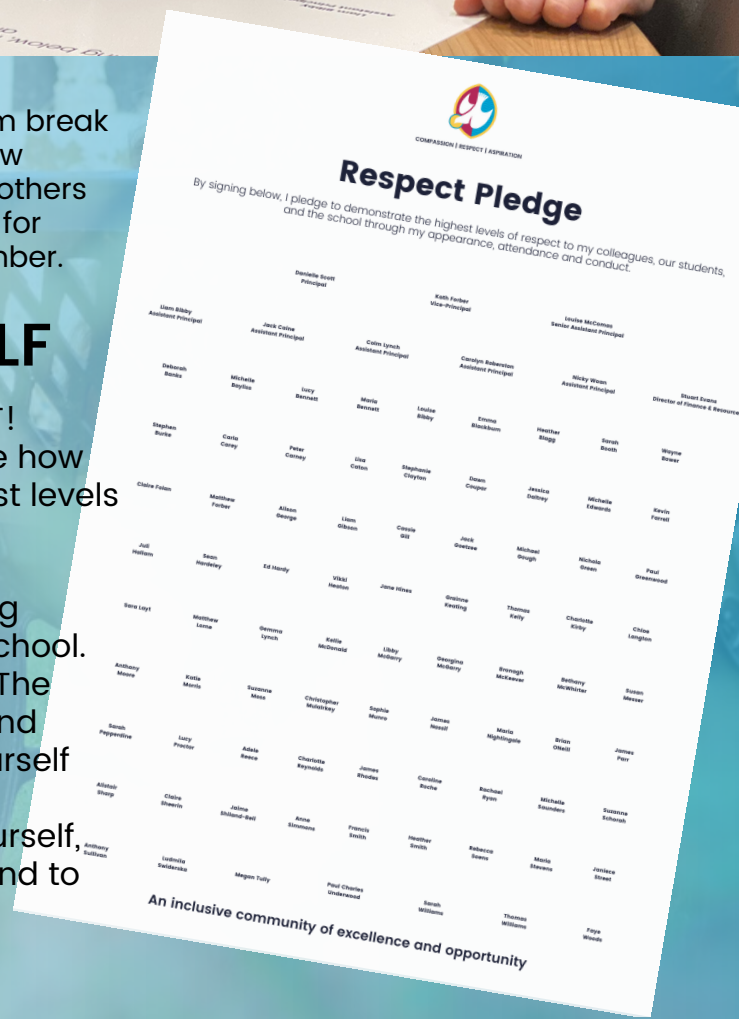 m break
w
others
for
nber.
LF
T!
e how
st levels
g
chool.
The
nd
urself
urself,
nd to
COMPASSION | RESPECT | ASPIRATION
Respect Pledge
By signing below, I pledge to demonstrate the highest levels of respect to my colleagues, our students,
and the school through my appearance, attendance and conduct.
Danielle Scott
Principal
Kath Forber
Vice-Principal
Louise McComas
Senior Assistant Principal
Liam Bibby
Assistant Principal
Jack Caine
Assistant Principal
Colm Lynch
Assistant Principal
Carolyn Roberston
Assistant Principal
Nicky Woan
Assistant Principal
Stuart Evans
Director of Finance & Resource
Deborah
Banks
Michelle
Bayliss
Lucy
Bennett
Maria
Bennett
Louise
Bibby
Emma
Blackburn
Heather
Blagg
Sarah
Booth
Wayne
Bower
Stephen
Burke
Carla
Carey
Peter
Carney
Lisa
Caton
Stephanie
Clayton
Dawn
Coupar
Jessica
Daltrey
Michelle
Edwards
Kevin
Farrell
Claire Folan
Matthew
Forber
Alison
George
Liam
Gibson
Cassie
Gill
Jack
Goetzee
Michael
Gough
Nichola
Green
Paul
Greenwood
Juli
Hallam
Sean
Hardeley
Ed Hardy
Vikki
Heaton
Jane Hines
Grainne
Keating
Thomas
Kelly
Charlotte
Kirby
Chloe
Langton
Sara Layt
Matthew
Lorne
Gemma
Lynch
Kellie
McDonald
Libby
McGarry
Georgina
McGarry
Bronagh
McKeever
Bethany
McWhirter
Susan
Messer
Anthony
Moore
Katie
Morris
Suzanne
Moss
Christopher
Mulairkey
Sophie
Munro
James
Nossil
Maria
Nightingale
Brian
ONeill
James
Parr
Sarah
Pepperdine
Lucy
Proctor
Adele
Reece
Charlotte
Reynolds
James
Rhodes
Caroline
Roche
Rachael
Ryan
Michelle
Saunders
Suzanne
Schorah
Alistair
Sharp
Claire
Sheerin
Jaime
Shiland-Bell
Anne
Simmons
Francis
Smith
Heather
Smith
Rebecca
Soens
Maria
Stevens
Janiece
Street
Anthony
Sullivan
Ludmila
Swiderska
Megan Tully
Paul Charles
Underwood
Sarah
Williams
Thomas
Williams
Faye
Woods
An inclusive community of excellence and opportunity